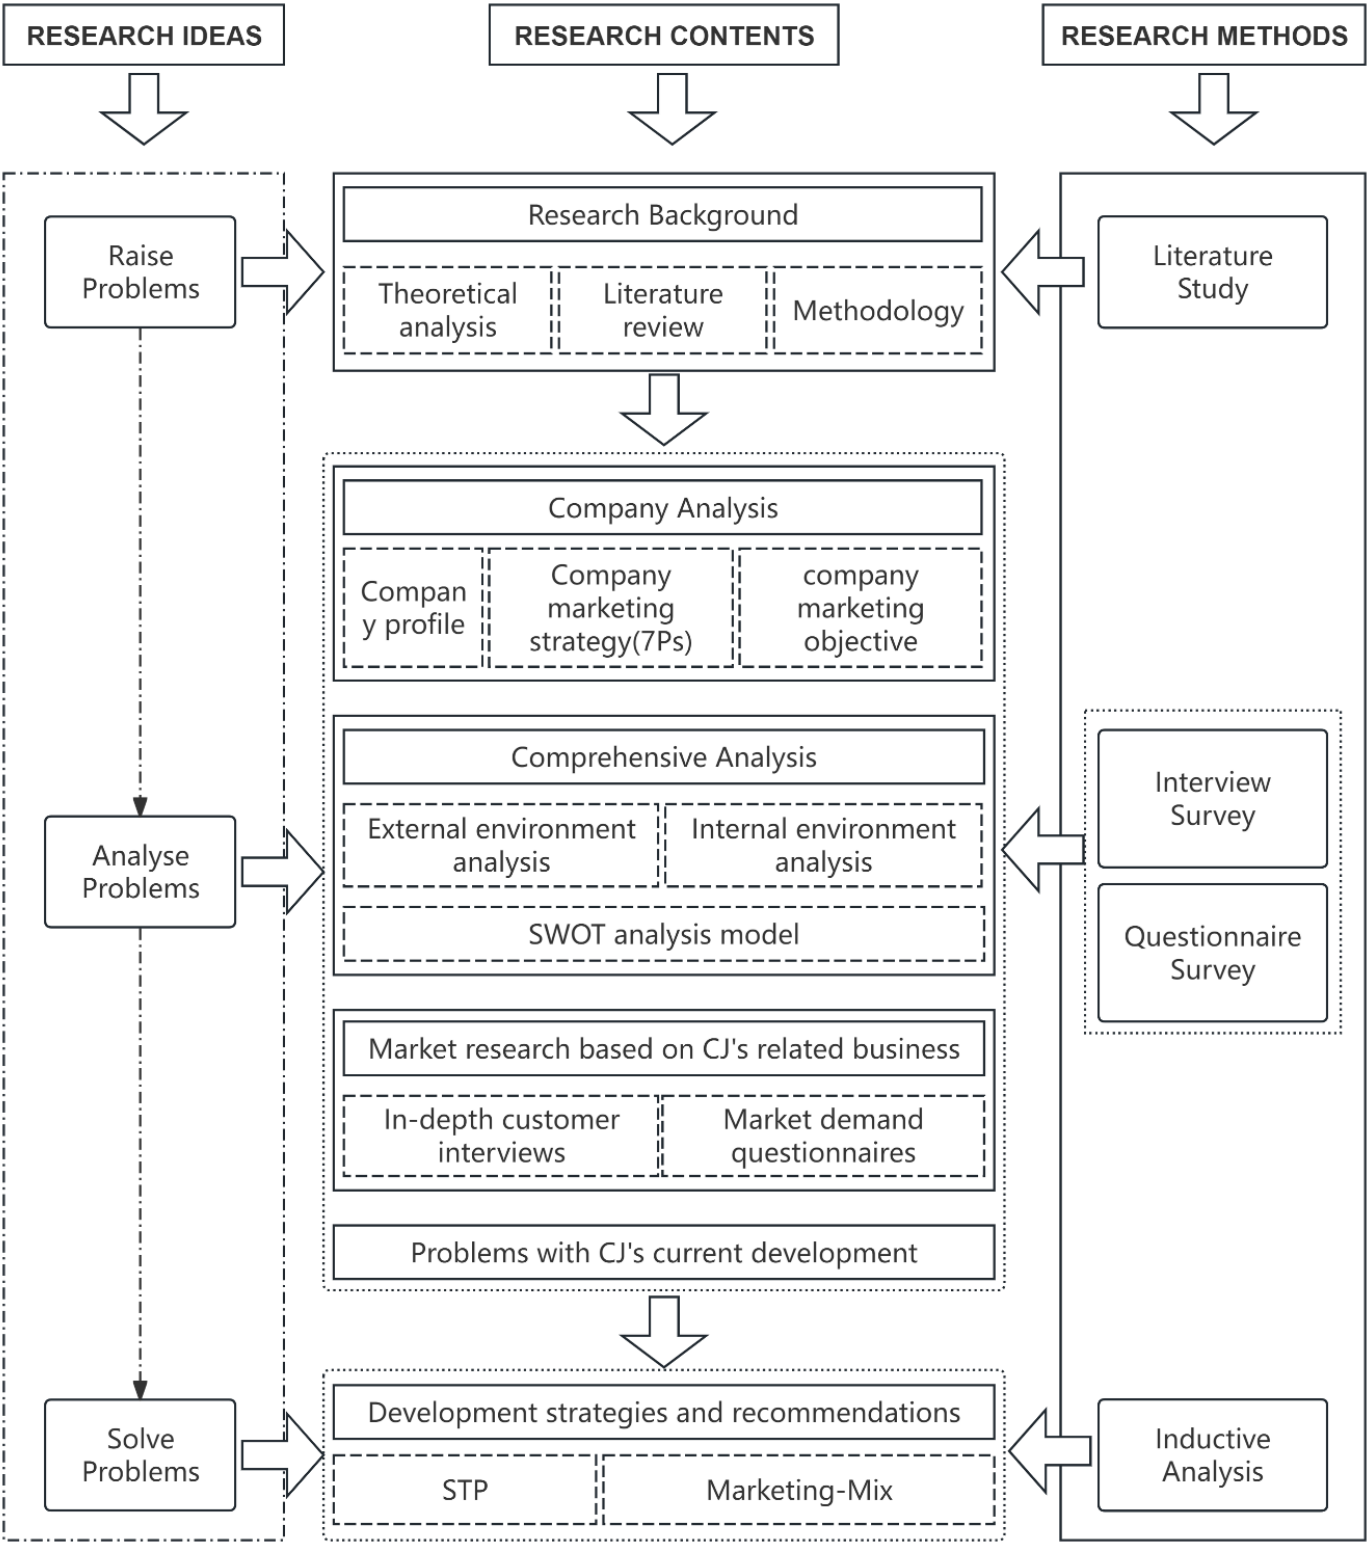 RESEARCH IDEAS
RESEARCH CONTENTS
RESEARCH METHODS
Raise
Problems
Research Background
Theoretical
analysis
Literature
review
Methodology
Literature
Study
Company Analysis
Compan
y profile
Company
marketing
strategy(7Ps)
company
marketing
objective
Analyse
Problems
Comprehensive Analysis
External environment
analysis
Internal environment
analysis
SWOT analysis model
Interview
Survey
Questionnaire
Survey
Market research based on CJ's related business
In-depth customer
interviews
Market demand
questionnaires
Problems with CJ's current development
Solve
Problems
Development strategies and recommendations
STP
Marketing-Mix
Inductive
Analysis